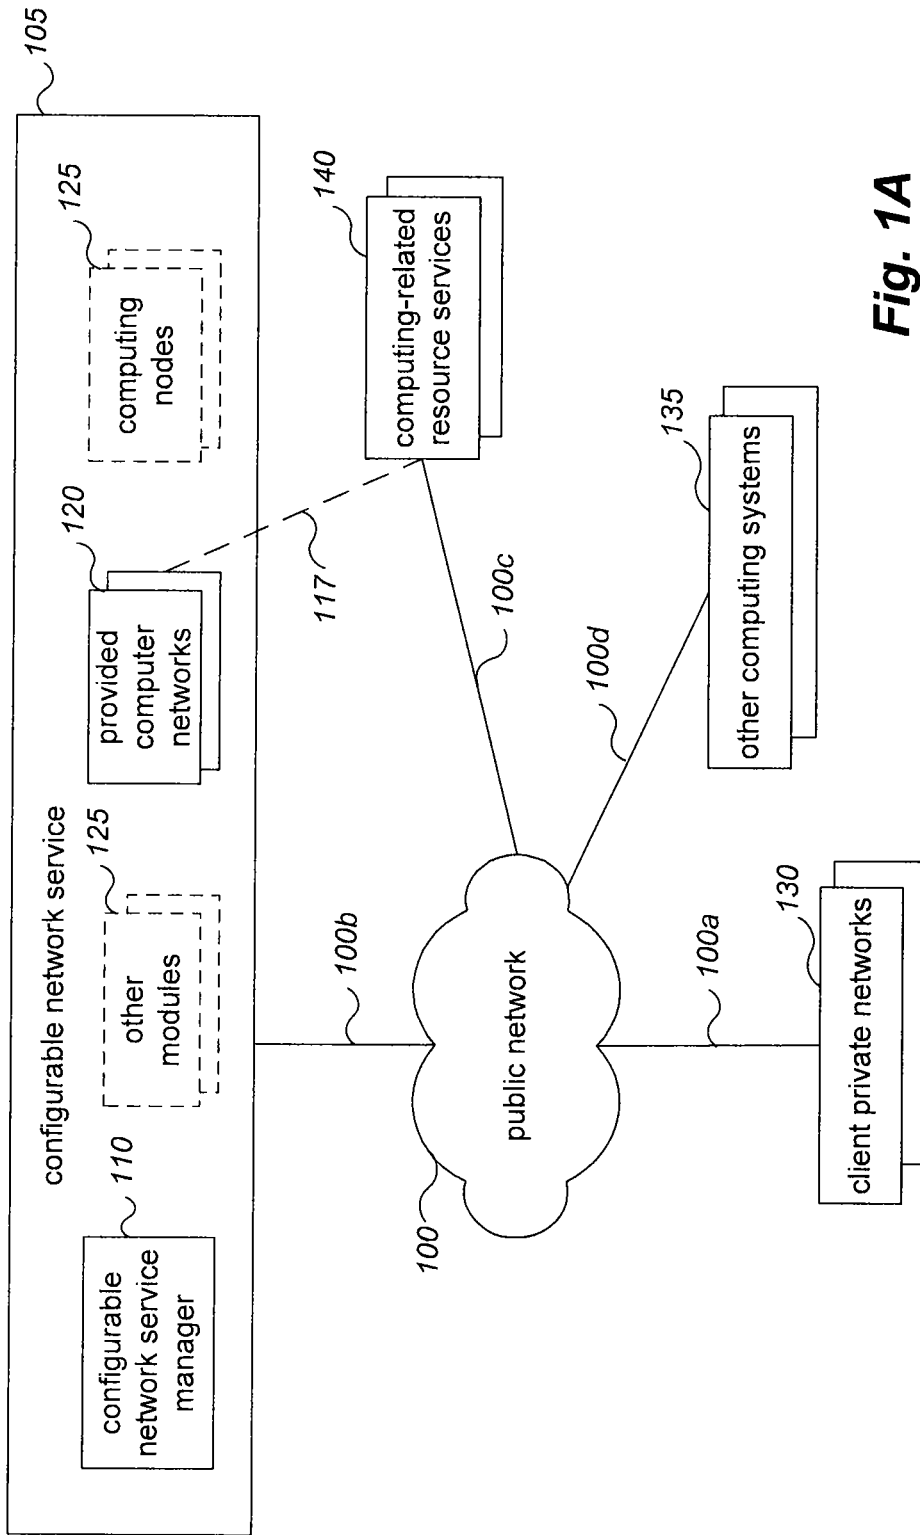 105
configurable network service
110
configurable
network service
manager
125
other
modules
120
provided
computer
networks
125
computing
nodes
117
100b
100
public network
100c
140
computing-related
resource services
100d
135
other computing systems
100a
130
client private networks
Fig. 1A